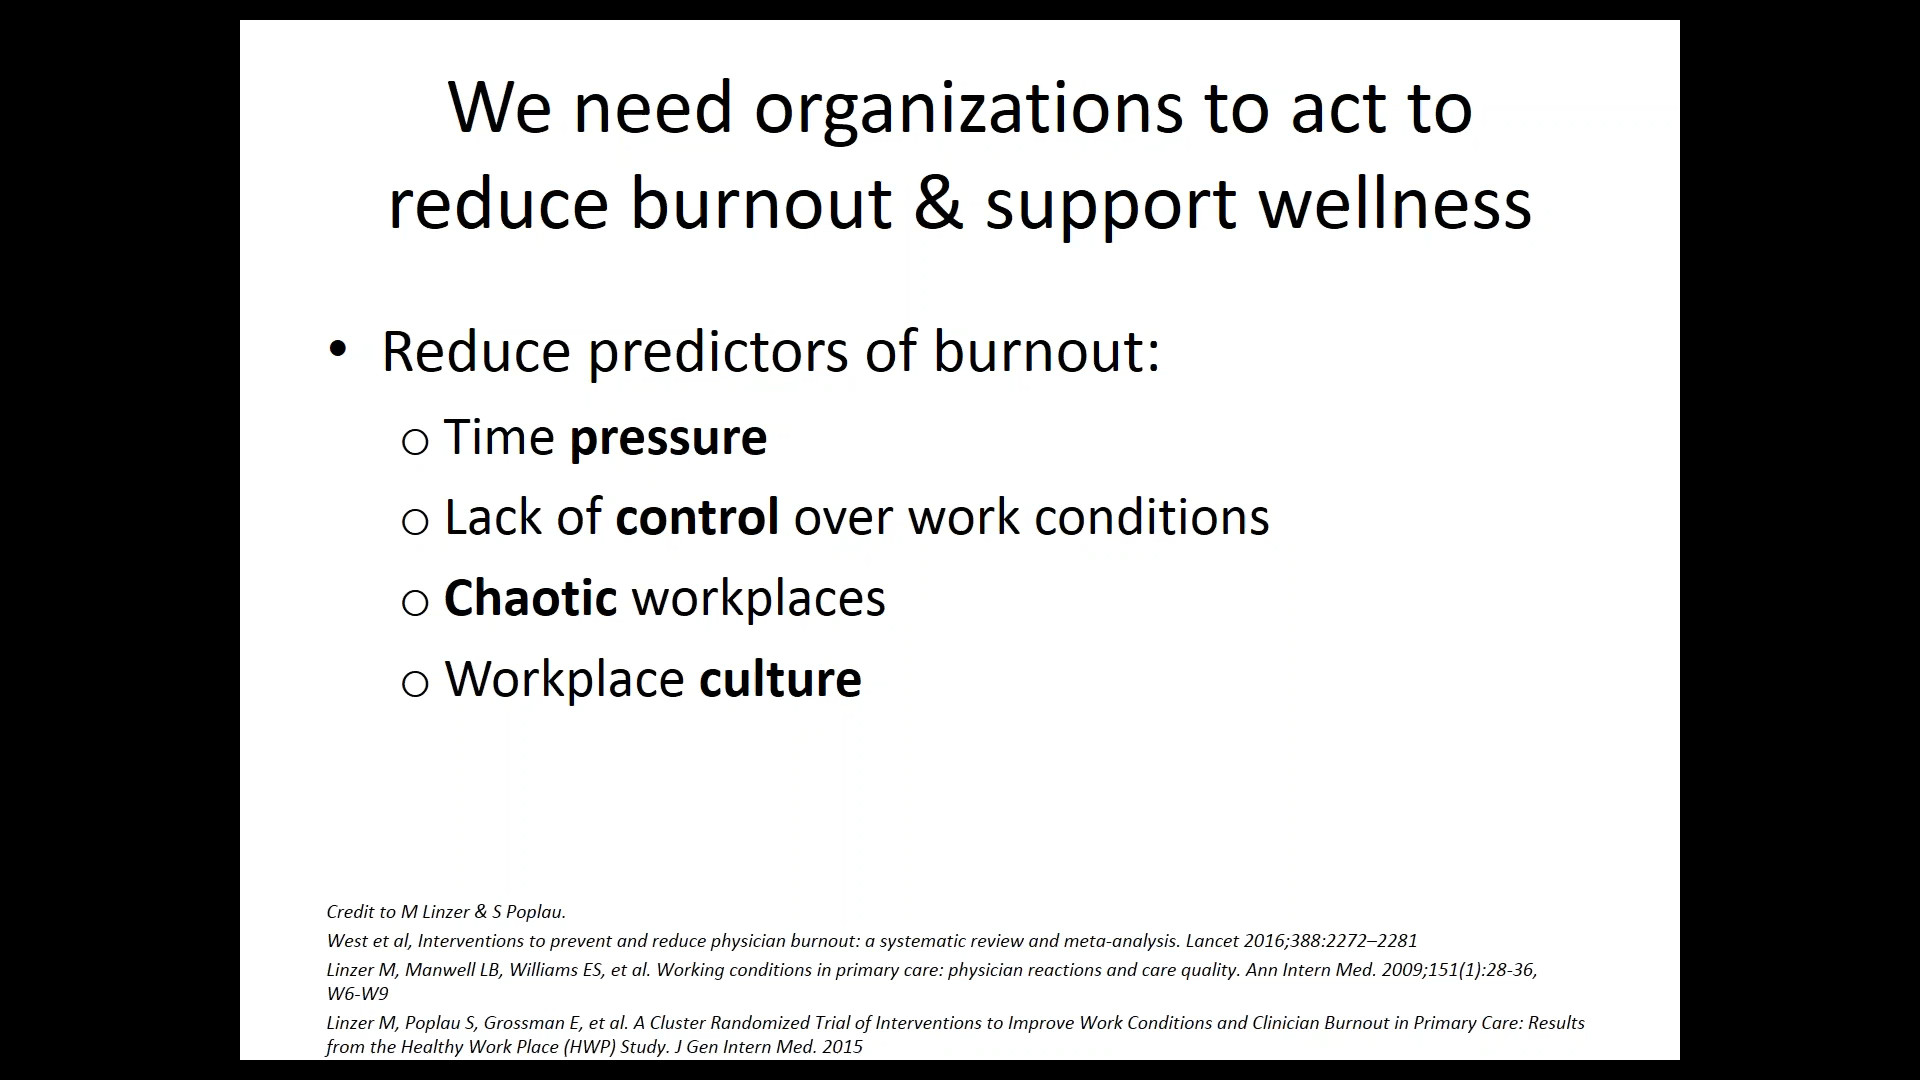 We need organizations to act to
reduce burnout & support wellness
• Reduce predictors of burnout:
○ Time pressure
○ Lack of control over work conditions
○ Chaotic workplaces
○ Workplace culture
Credit to M Linzer & S Poplau.
West et al, Interventions to prevent and reduce physician burnout: a systematic review and meta-analysis. Lancet 2016;388:2272–2281
Linzer M, Manwell LB, Williams ES, et al. Working conditions in primary care: physician reactions and care quality. Ann Intern Med. 2009;151(1):28-36,
W6-W9
Linzer M, Poplau S, Grossman E, et al. A Cluster Randomized Trial of Interventions to Improve Work Conditions and Clinician Burnout in Primary Care: Results
from the Healthy Work Place (HWP) Study. J Gen Intern Med. 2015